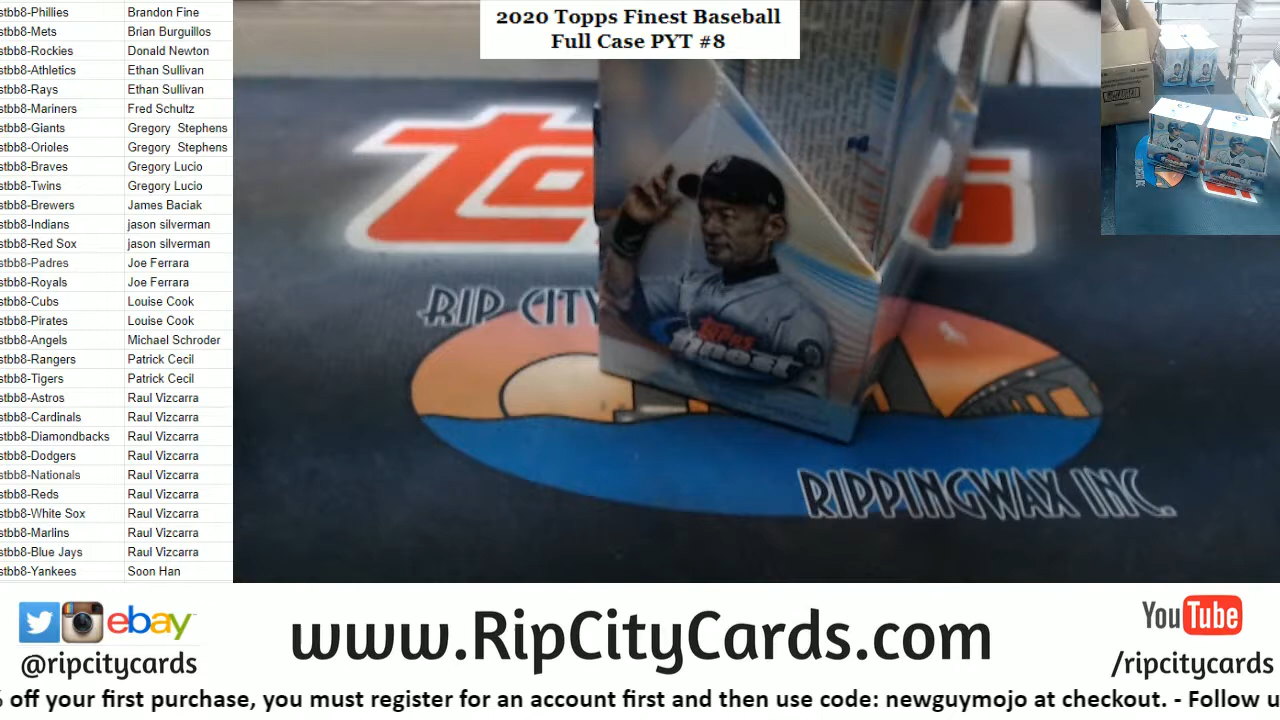 2020 Topps Finest Baseball
Full Case PYT #8
stbb8-Phillies Brandon Fine
stbb8-Mets Brian Burguillos
stbb8-Rockies Donald Newton
stbb8-Athletics Ethan Sullivan
stbb8-Rays Ethan Sullivan
stbb8-Mariners Fred Schultz
stbb8-Giants Gregory Stephens
stbb8-Orioles Gregory Stephens
stbb8-Braves Gregory Lucio
stbb8-Twins Gregory Lucio
stbb8-Brewers James Baciak
stbb8-Indians jason silverman
stbb8-Red Sox jason silverman
stbb8-Padres Joe Ferrara
stbb8-Royals Joe Ferrara
stbb8-Cubs Louise Cook
stbb8-Pirates Louise Cook
stbb8-Angels Michael Schroder
stbb8-Rangers Patrick Cecil
stbb8-Tigers Patrick Cecil
stbb8-Astros Raul Vizcarra
stbb8-Cardinals Raul Vizcarra
stbb8-Diamondbacks Raul Vizcarra
stbb8-Dodgers Raul Vizcarra
stbb8-Nationals Raul Vizcarra
stbb8-Reds Raul Vizcarra
stbb8-White Sox Raul Vizcarra
stbb8-Marlins Raul Vizcarra
stbb8-Blue Jays Raul Vizcarra
stbb8-Yankees Soon Han
RIP CITY
Topps
finest
RIPPINGWAX INC.
ebay
@ripcitycards
www.RipCityCards.com
YouTube
/ripcitycards
% off your first purchase, you must register for an account first and then use code: newguymojo at checkout. - Follow u